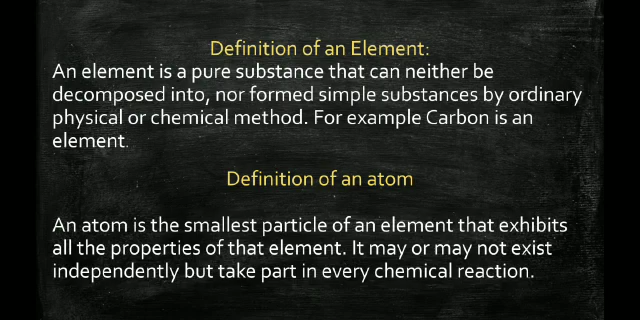 Definition of an Element:
An element is a pure substance that can neither be
decomposed into, nor formed simple substances by ordinary
physical or chemical method. For example Carbon is an
element.
Definition of an atom
An atom is the smallest particle of an element that exhibits
all the properties of that element. It may or may not exist
independently but take part in every chemical reaction.